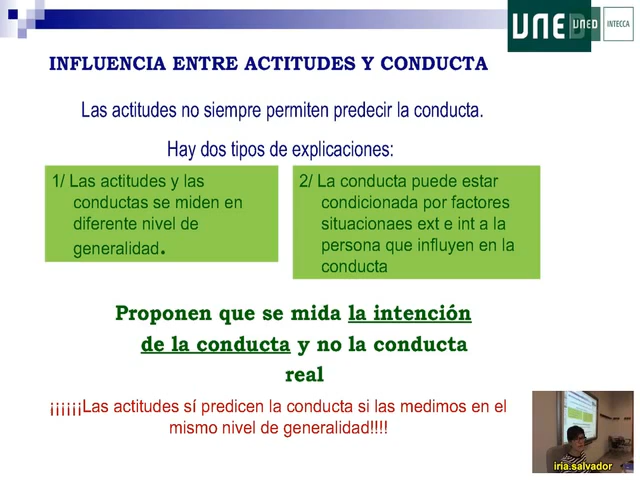 UNED
UNED
INTECCA
INFLUENCIA ENTRE ACTITUDES Y CONDUCTA
Las actitudes no siempre permiten predecir la conducta.
Hay dos tipos de explicaciones:
1/ Las actitudes y las
conductas se miden en
diferente nivel de
generalidad.
2/ La conducta puede estar
condicionada por factores
situacionaes ext e int a la
persona que influyen en la
conducta
Proponen que se mida la intención
de la conducta y no la conducta
real
¡¡¡¡¡¡Las actitudes sí predicen la conducta si las medimos en el
mismo nivel de generalidad!!!!
iria.salvador